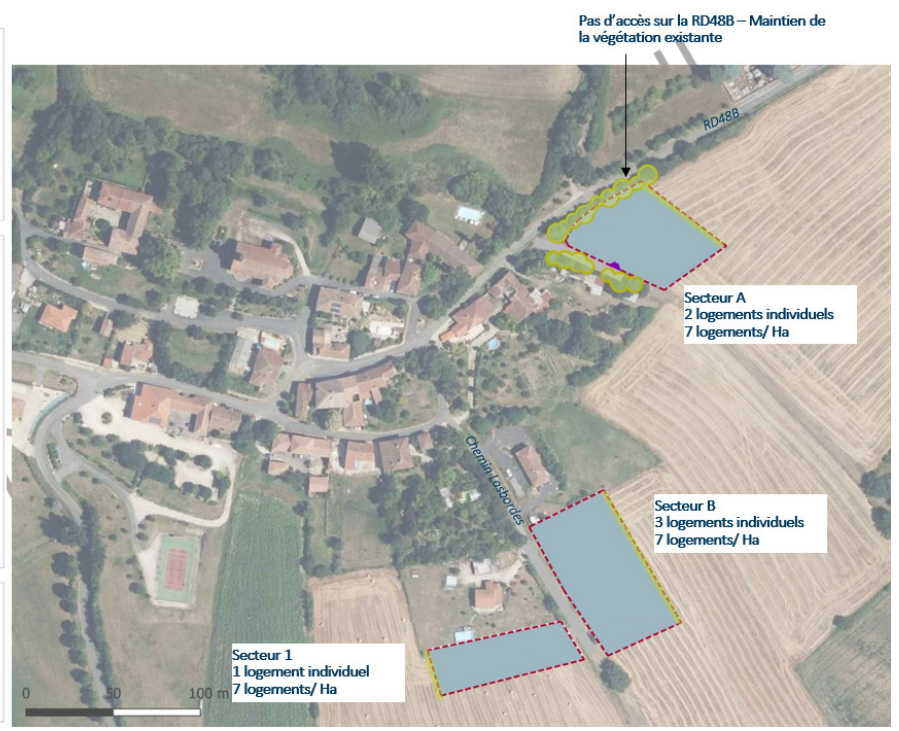 Pas d’accès sur la RD48B – Maintien de
la végétation existante
RD48B
Secteur A
2 logements individuels
7 logements/ Ha
Chemin Lasbordes
Secteur B
3 logements individuels
7 logements/ Ha
Secteur 1
1 logement individuel
7 logements/ Ha
0 50 100 m